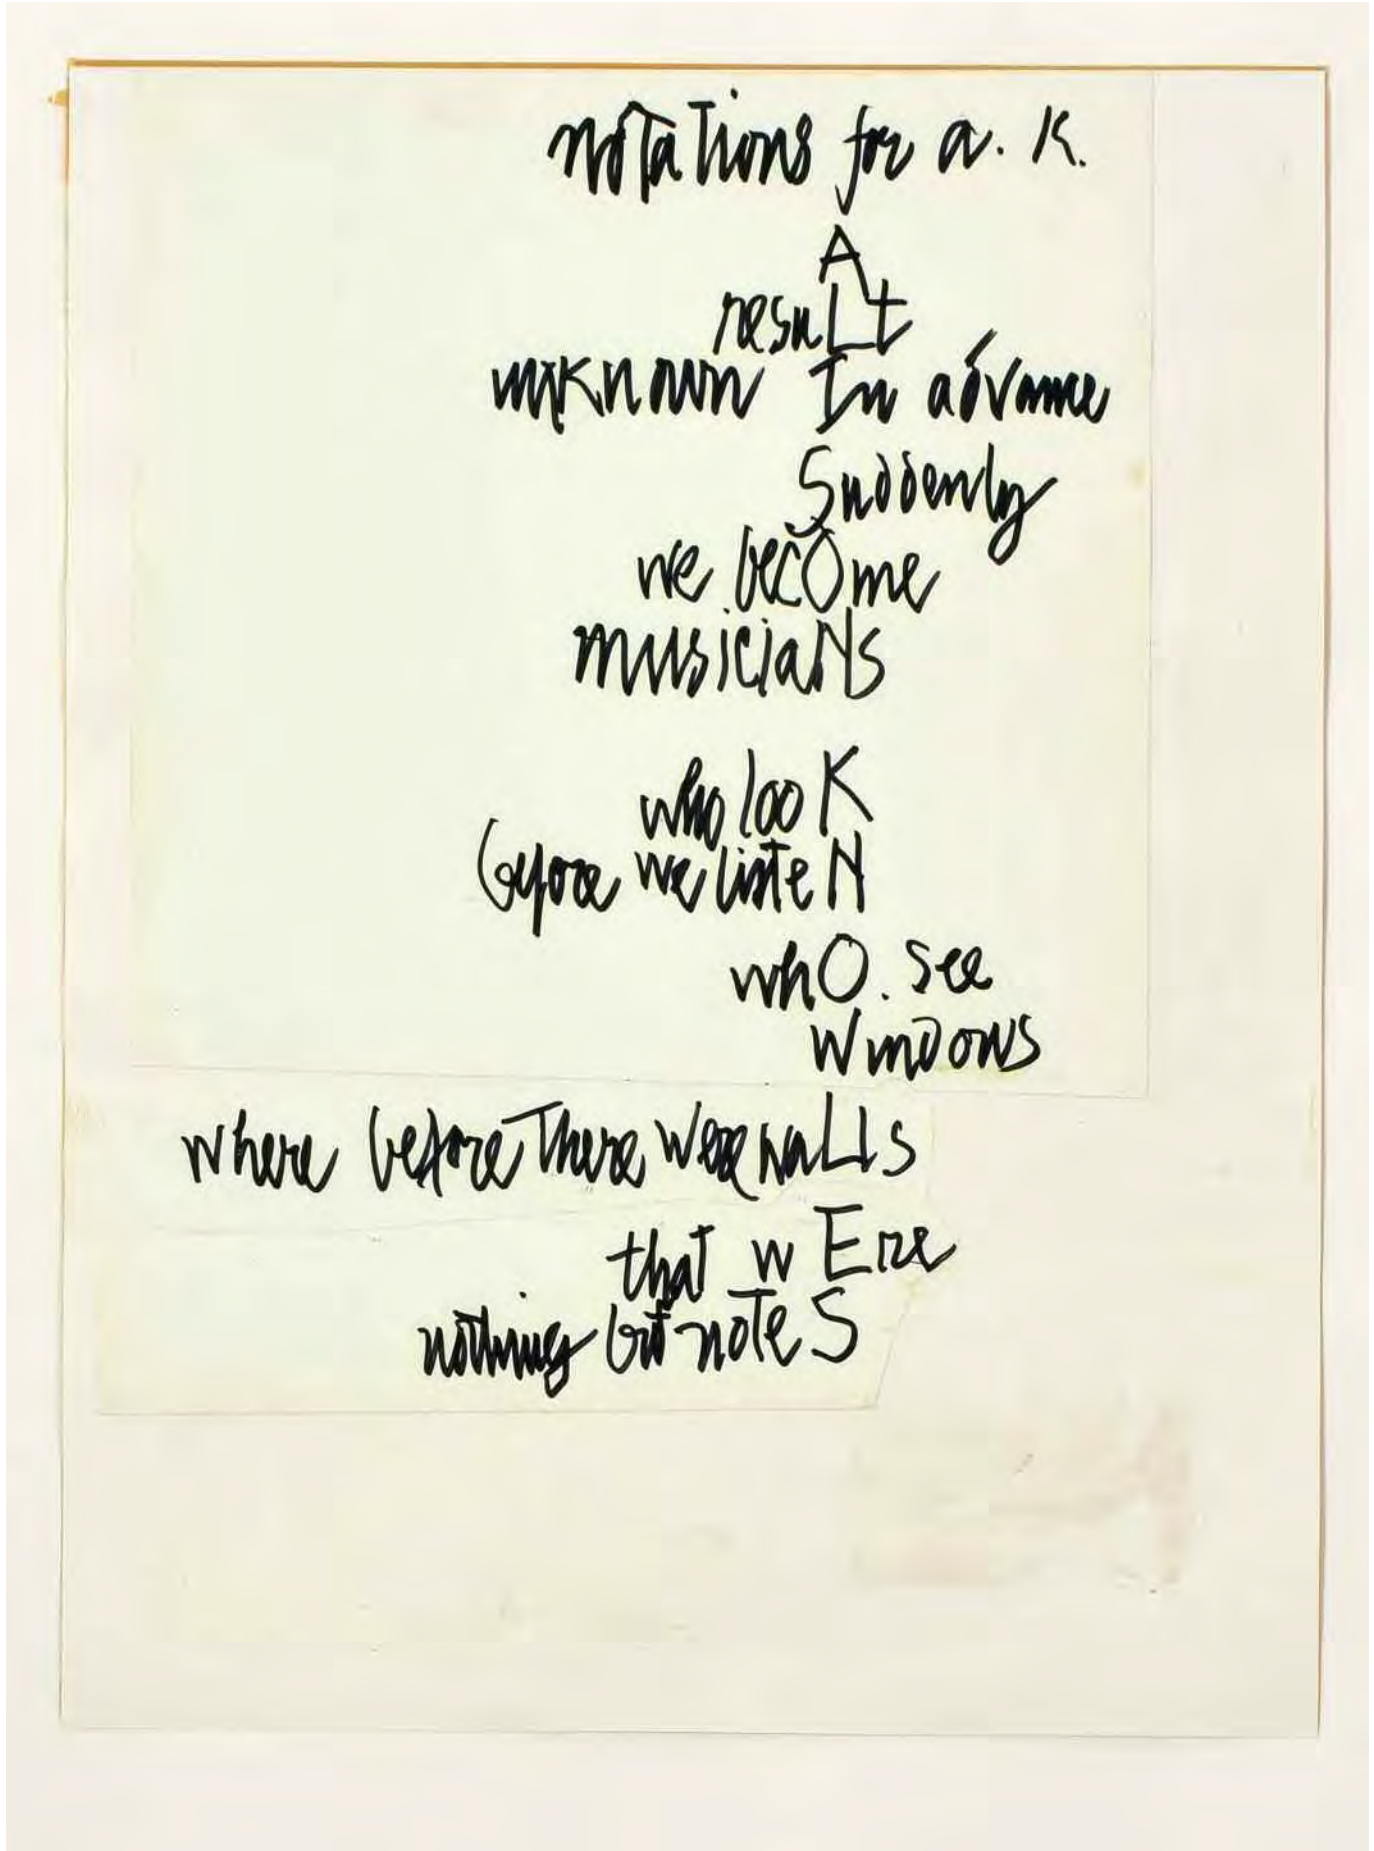 notations for a. K.
A
resuLt
unknown In advance
Suddenly
we becOme
musiciaNs
who looK
before we listeN
whO. see
WindowS
where before there were waLls
that wEre
nothing but noteS